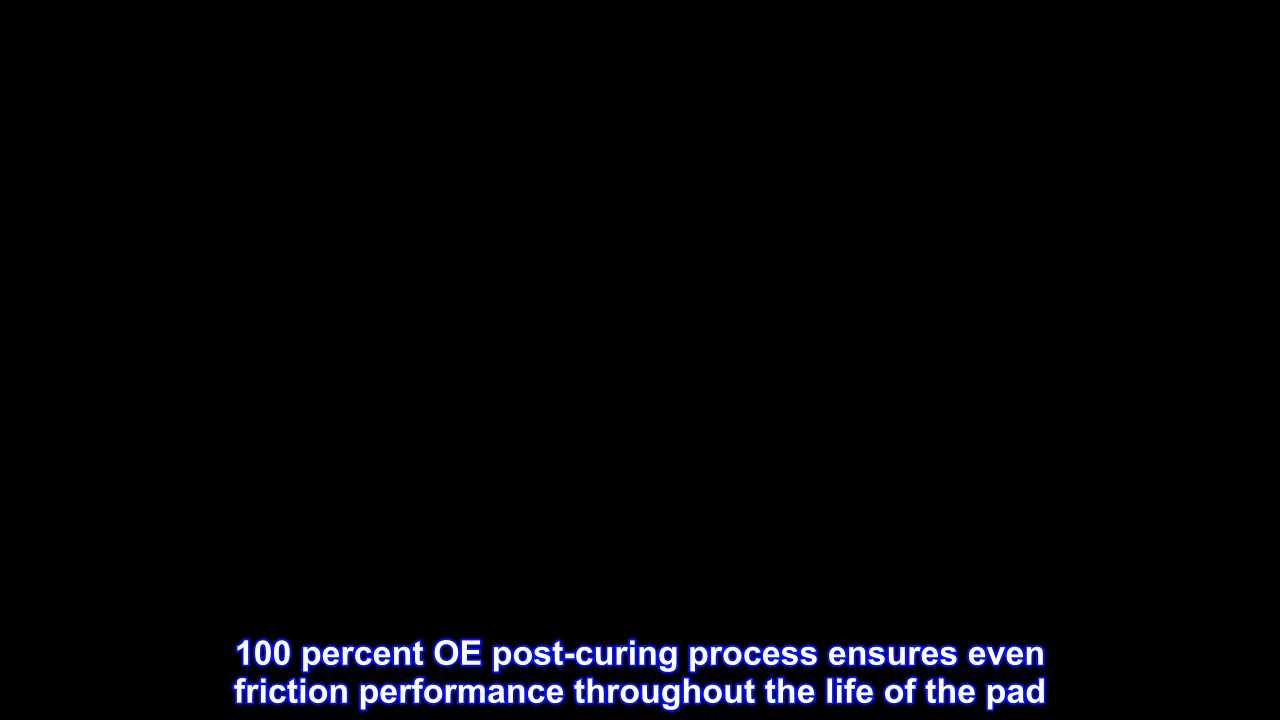 100 percent OE post-curing process ensures even
friction performance throughout the life of the pad